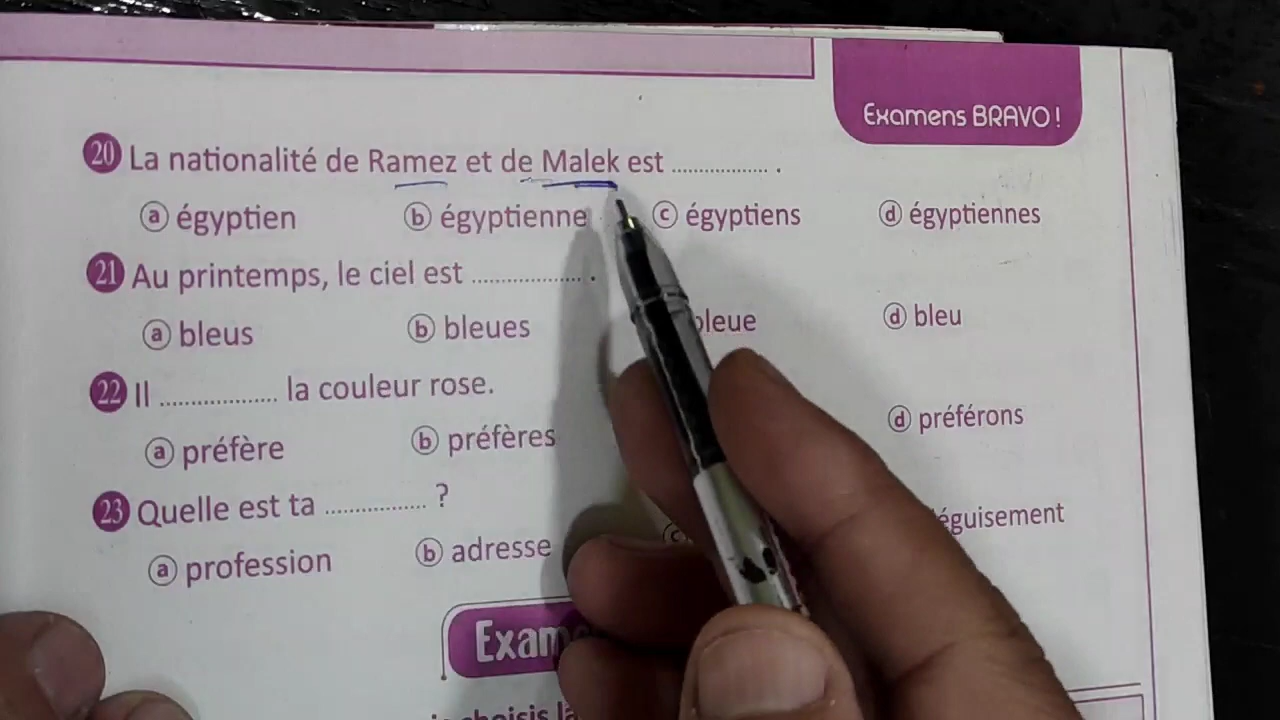 Examens BRAVO !
20 La nationalité de Ramez et de Malek est .................. .
a égyptien b égyptienne c égyptiens d égyptiennes
21 Au printemps, le ciel est .................. .
a bleus b bleues bleue d bleu
22 Il .................. la couleur rose.
a préfère b préfères d préférons
23 Quelle est ta .................. ?
a profession b adresse c